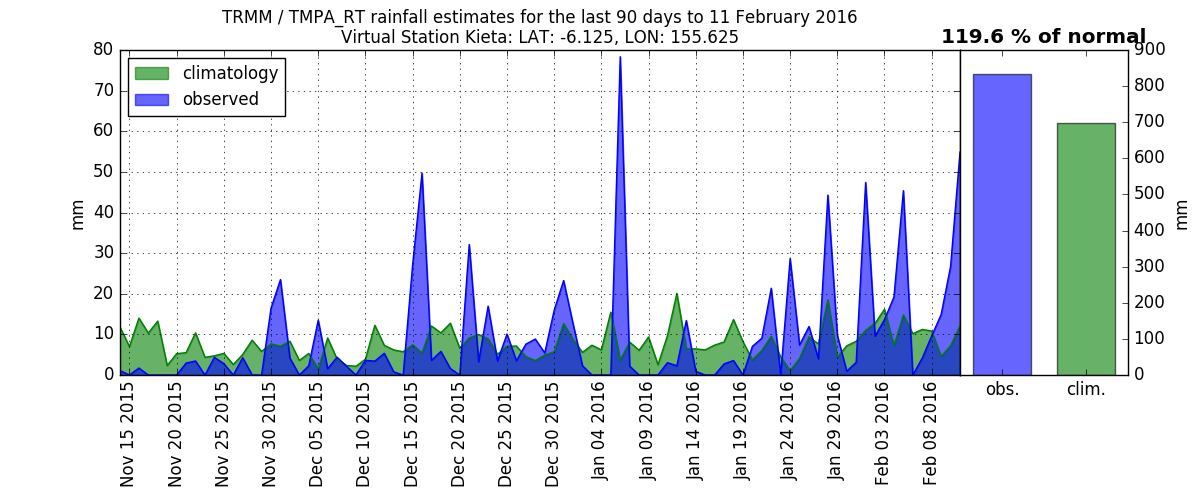 TRMM / TMPA_RT rainfall estimates for the last 90 days to 11 February 2016
Virtual Station Kieta: LAT: -6.125, LON: 155.625
119.6 % of normal
climatology
observed
mm
80
70
60
50
40
30
20
10
0
Nov 15 2015
Nov 20 2015
Nov 25 2015
Nov 30 2015
Dec 05 2015
Dec 10 2015
Dec 15 2015
Dec 20 2015
Dec 25 2015
Dec 30 2015
Jan 04 2016
Jan 09 2016
Jan 14 2016
Jan 19 2016
Jan 24 2016
Jan 29 2016
Feb 03 2016
Feb 08 2016
obs.
clim.
900
800
700
600
500
400
300
200
100
0
mm